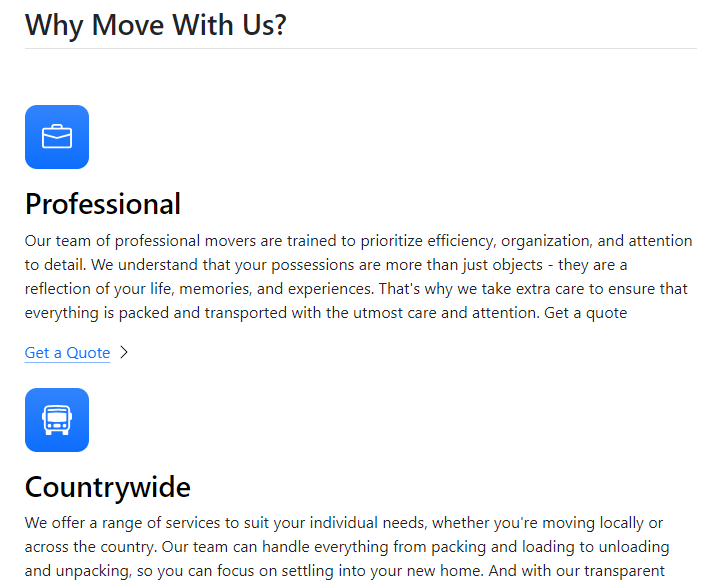 Why Move With Us?
Professional
Our team of professional movers are trained to prioritize efficiency, organization, and attention
to detail. We understand that your possessions are more than just objects - they are a
reflection of your life, memories, and experiences. That's why we take extra care to ensure that
everything is packed and transported with the utmost care and attention. Get a quote
Get a Quote
Countrywide
We offer a range of services to suit your individual needs, whether you're moving locally or
across the country. Our team can handle everything from packing and loading to unloading
and unpacking, so you can focus on settling into your new home. And with our transparent